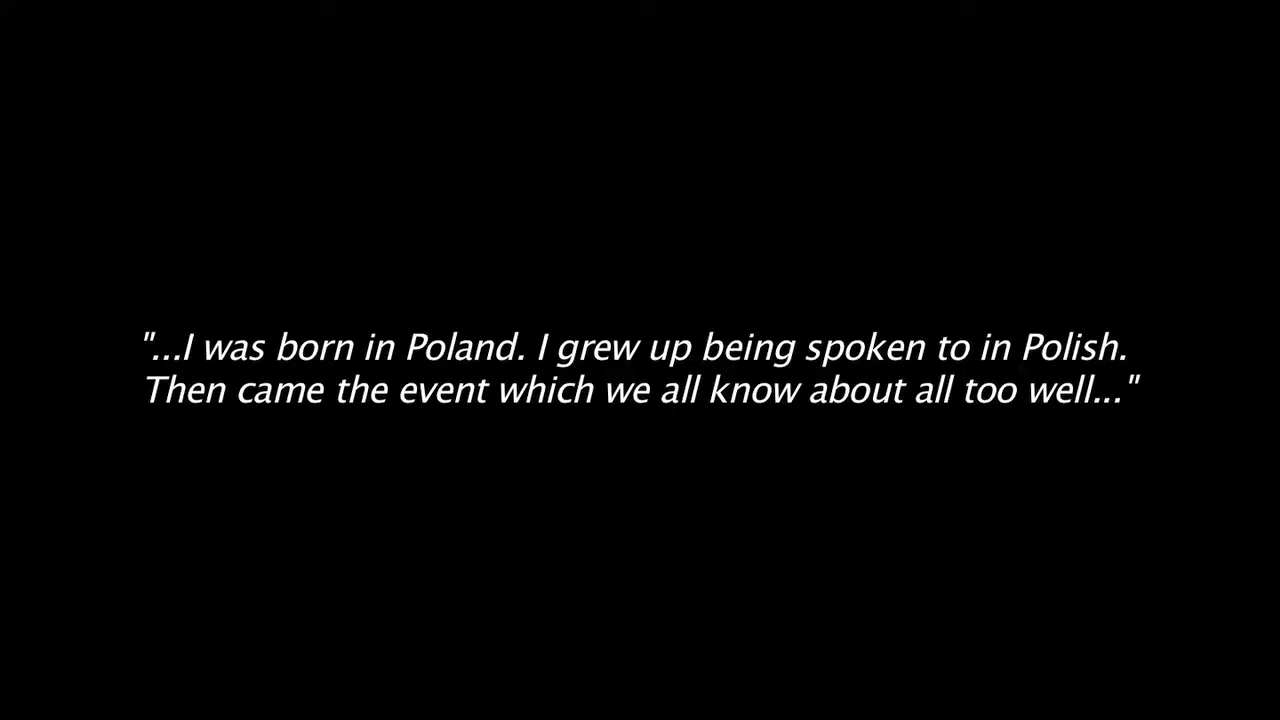 "...I was born in Poland. I grew up being spoken to in Polish.
Then came the event which we all know about all too well..."